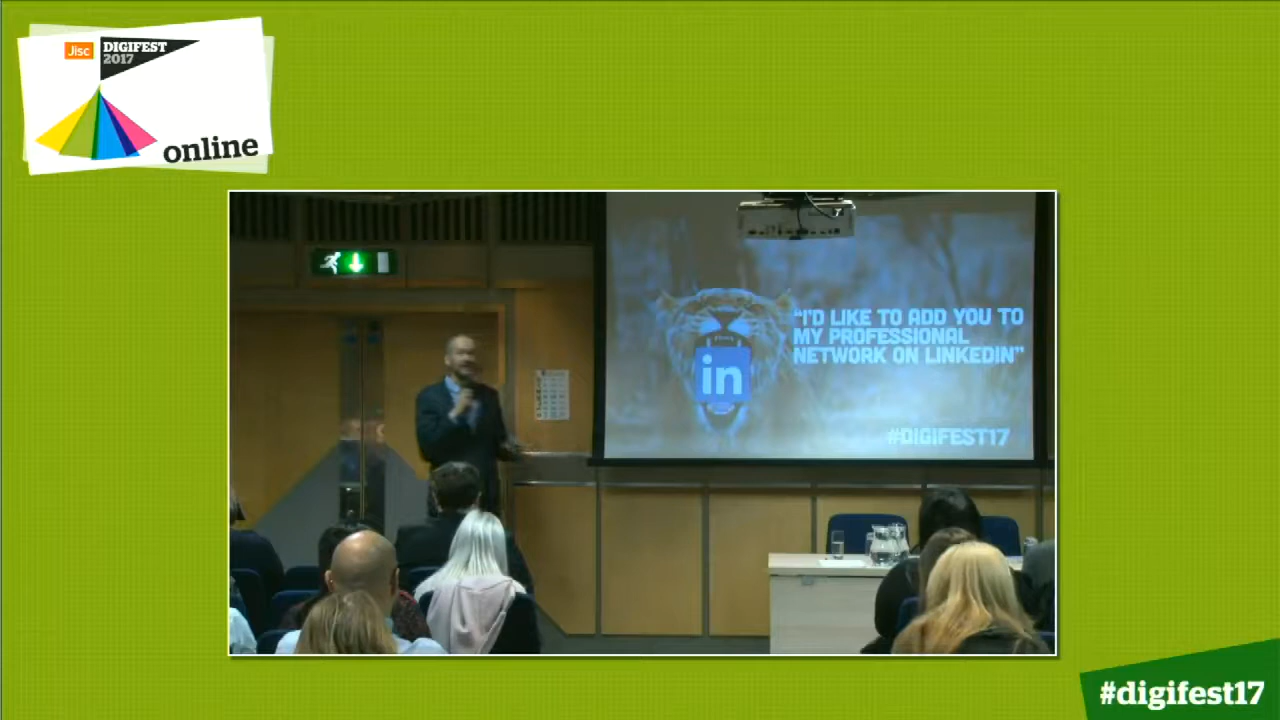 Jisc
DIGIFEST
2017
online
"I'D LIKE TO ADD YOU TO
MY PROFESSIONAL
NETWORK ON LINKEDIN"
in
#DIGIFEST17
#digifest17